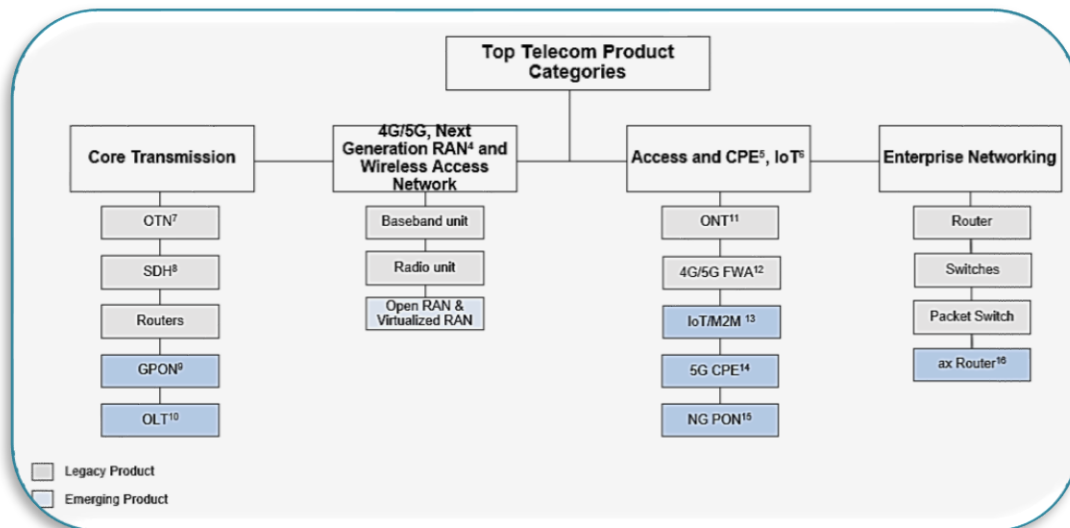 Top Telecom Product
Categories
Core Transmission
4G/5G, Next
Generation RAN⁴ and
Wireless Access
Network
Access and CPE⁵, IoT⁶
Enterprise Networking
OTN⁷
SDH⁸
Routers
GPON⁹
OLT¹⁰
Baseband unit
Radio unit
Open RAN &
Virtualized RAN
ONT¹¹
4G/5G FWA¹²
IoT/M2M ¹³
5G CPE¹⁴
NG PON¹⁵
Router
Switches
Packet Switch
ax Router¹⁶
Legacy Product
Emerging Product